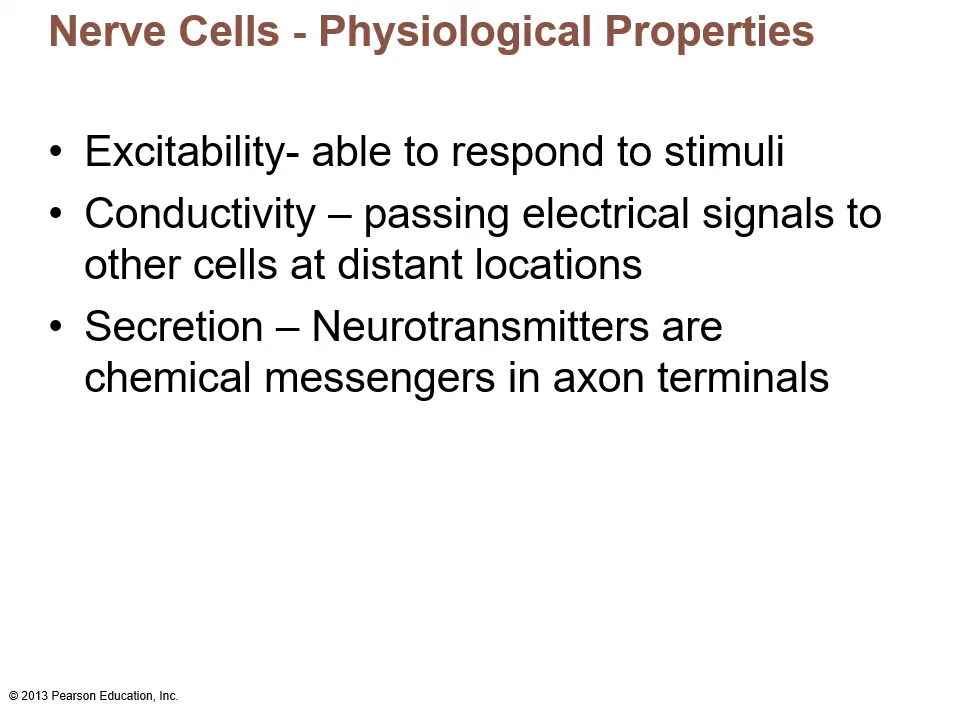 Nerve Cells - Physiological Properties
• Excitability- able to respond to stimuli
• Conductivity – passing electrical signals to
other cells at distant locations
• Secretion – Neurotransmitters are
chemical messengers in axon terminals
© 2013 Pearson Education, Inc.